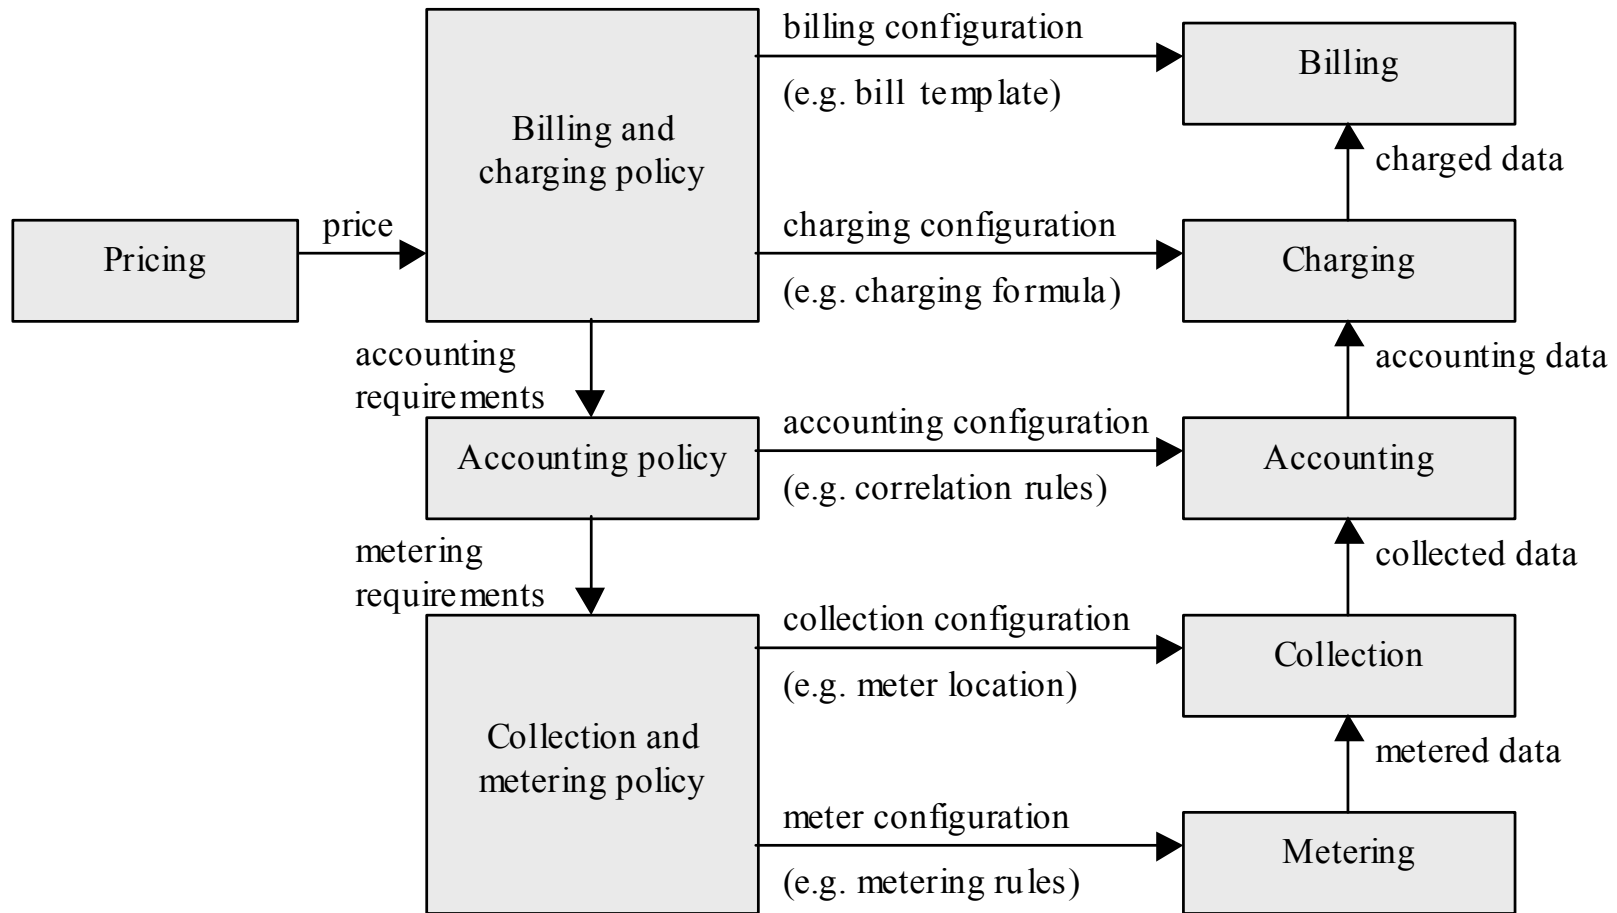 billing configuration
Billing
(e.g. bill template)
Billing and
charging policy
charged data
price
charging configuration
Pricing
Charging
(e.g. charging formula)
accounting
requirements
accounting data
accounting configuration
Accounting policy
Accounting
(e.g. correlation rules)
metering
requirements
collected data
collection configuration
Collection
(e.g. meter location)
Collection and
metering policy
metered data
meter configuration
Metering
(e.g. metering rules)